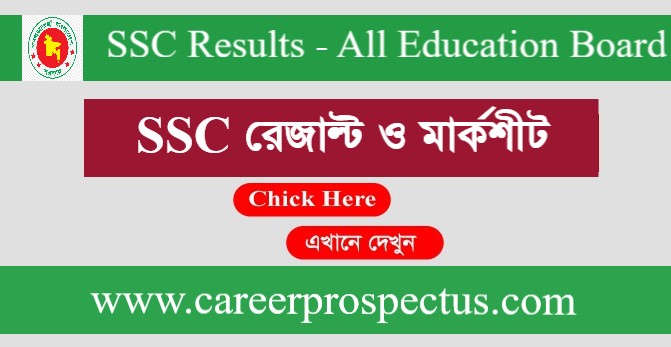 SSC Results - All Education Board
SSC রেজাল্ট ও মার্কশীট
Chick Here
এখানে দেখুন
www.careerprospectus.com